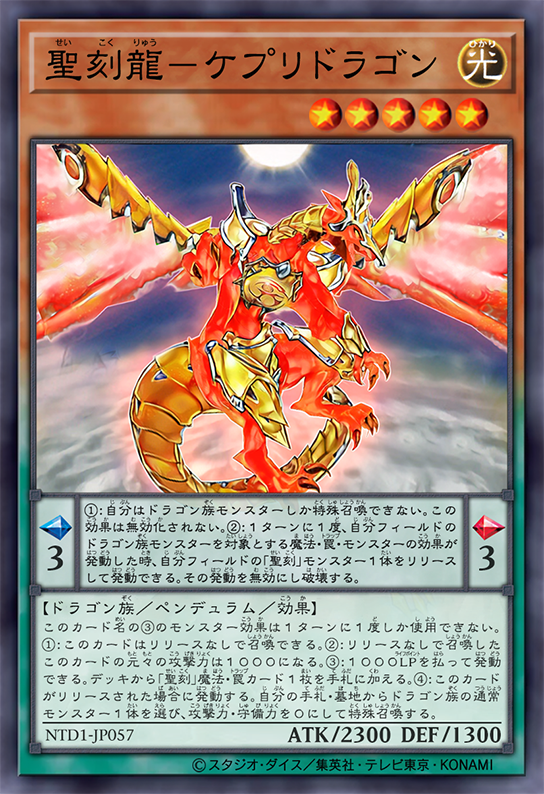 聖刻龍－ケプリドラゴン
光
①:自分はドラゴン族モンスターしか特殊召喚できない。この
効果は無効化されない。②:1ターンに1度、自分フィールドの
ドラゴン族モンスターを対象とする魔法・罠・モンスターの効果が
発動した時、自分フィールドの「聖刻」モンスター1体をリリース
して発動できる。その発動を無効にし破壊する。
3
3
【ドラゴン族／ペンデュラム／効果】
このカード名の③のモンスター効果は1ターンに1度しか使用できない。
①:このカードはリリースなしで召喚できる。②:リリースなしで召喚した
このカードの元々の攻撃力は1000になる。③:1000LPを払って発動
できる。デッキから「聖刻」魔法・罠カード1枚を手札に加える。④:このカード
がリリースされた場合に発動する。自分の手札・墓地からドラゴン族の通常
モンスター1体を選び、攻撃力・守備力を0にして特殊召喚する。
NTD1-JP057
ATK/2300 DEF/1300
©スタジオ・ダイス／集英社・テレビ東京・KONAMI